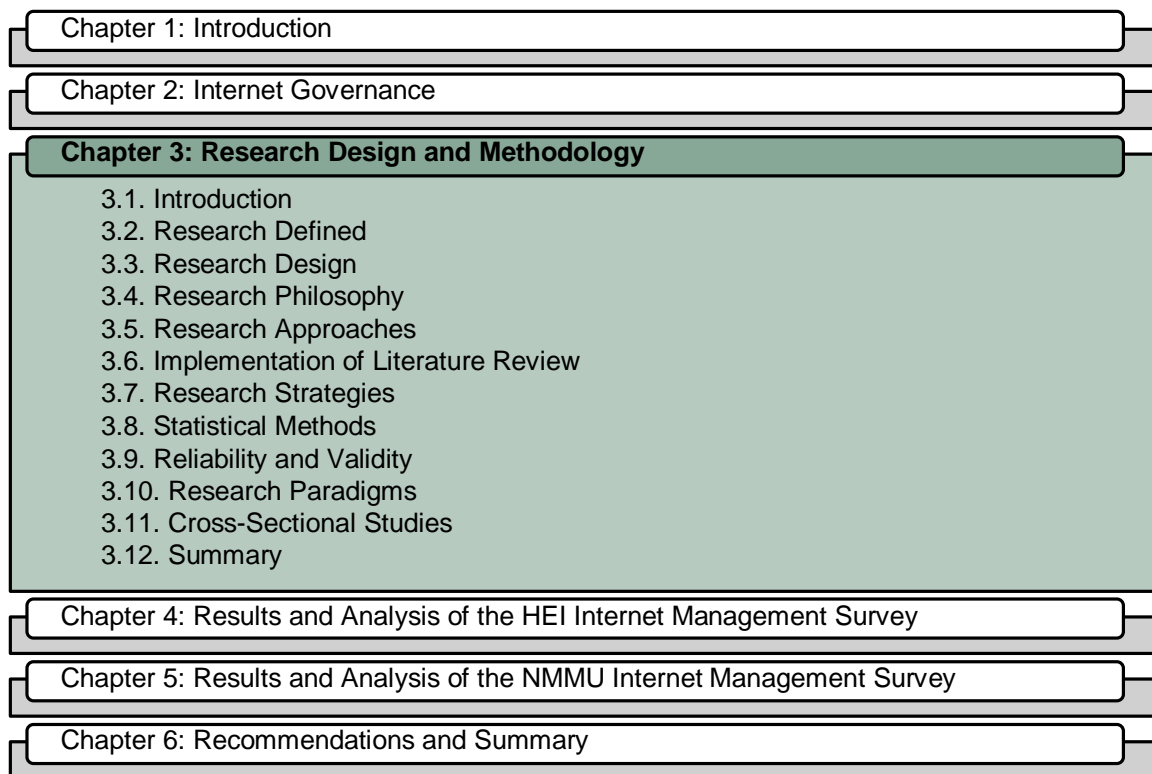 Chapter 1: Introduction
Chapter 2: Internet Governance
Chapter 3: Research Design and Methodology
3.1. Introduction
3.2. Research Defined
3.3. Research Design
3.4. Research Philosophy
3.5. Research Approaches
3.6. Implementation of Literature Review
3.7. Research Strategies
3.8. Statistical Methods
3.9. Reliability and Validity
3.10. Research Paradigms
3.11. Cross-Sectional Studies
3.12. Summary
Chapter 4: Results and Analysis of the HEI Internet Management Survey
Chapter 5: Results and Analysis of the NMMU Internet Management Survey
Chapter 6: Recommendations and Summary